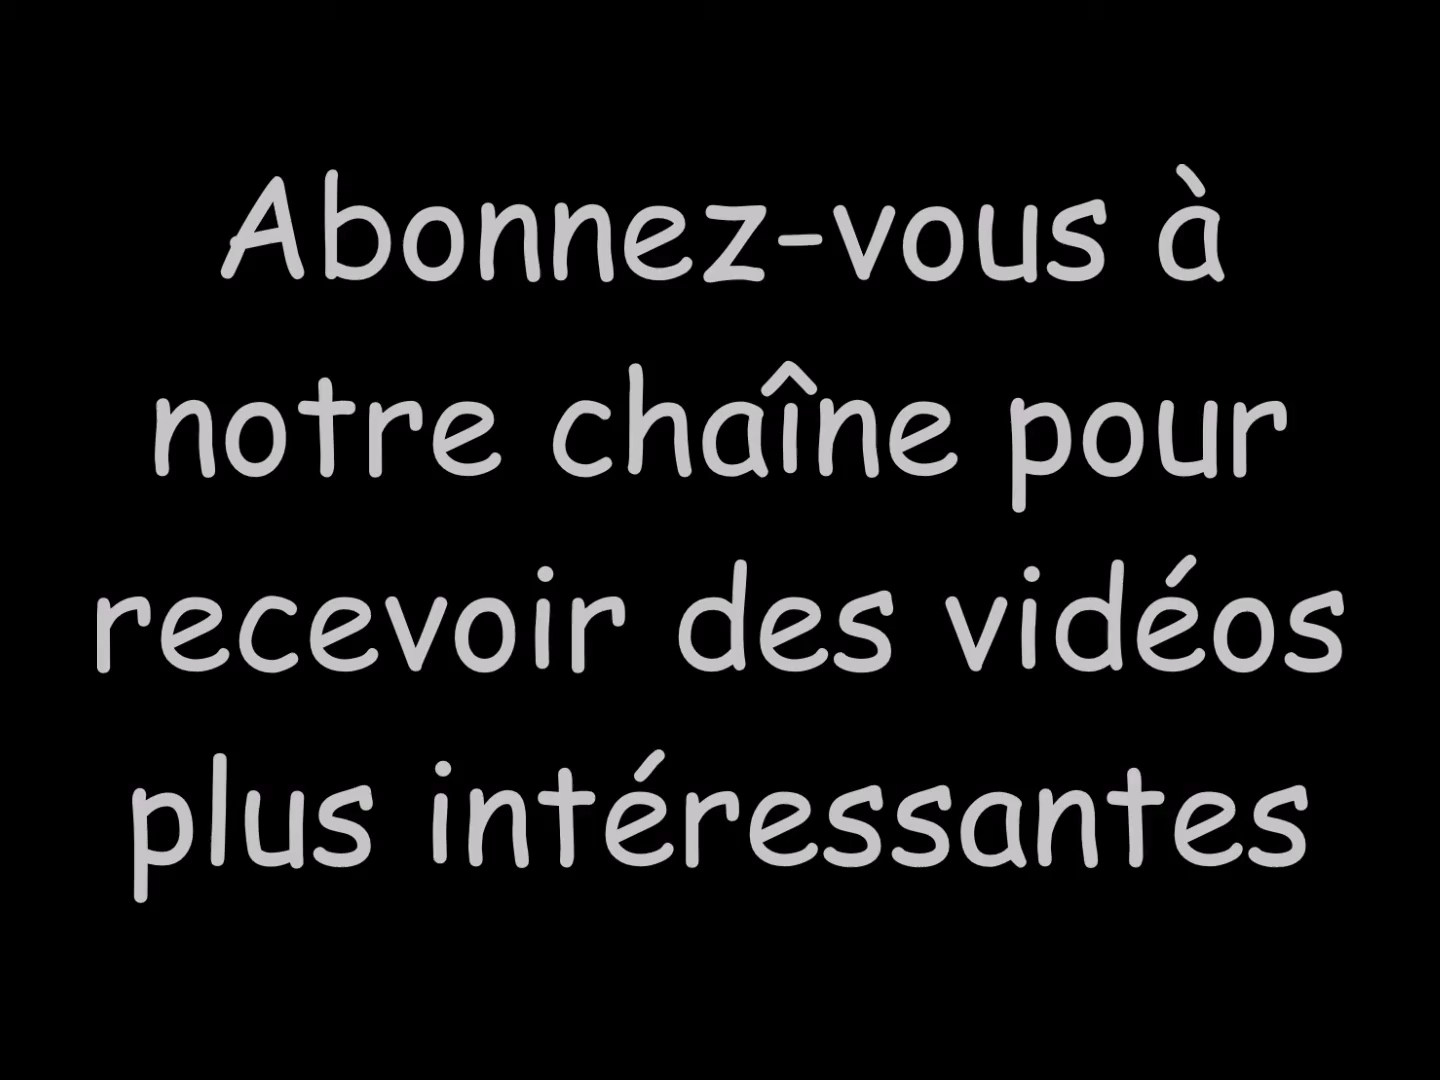 Abonnez-vous à
notre chaîne pour
recevoir des vidéos
plus intéressantes